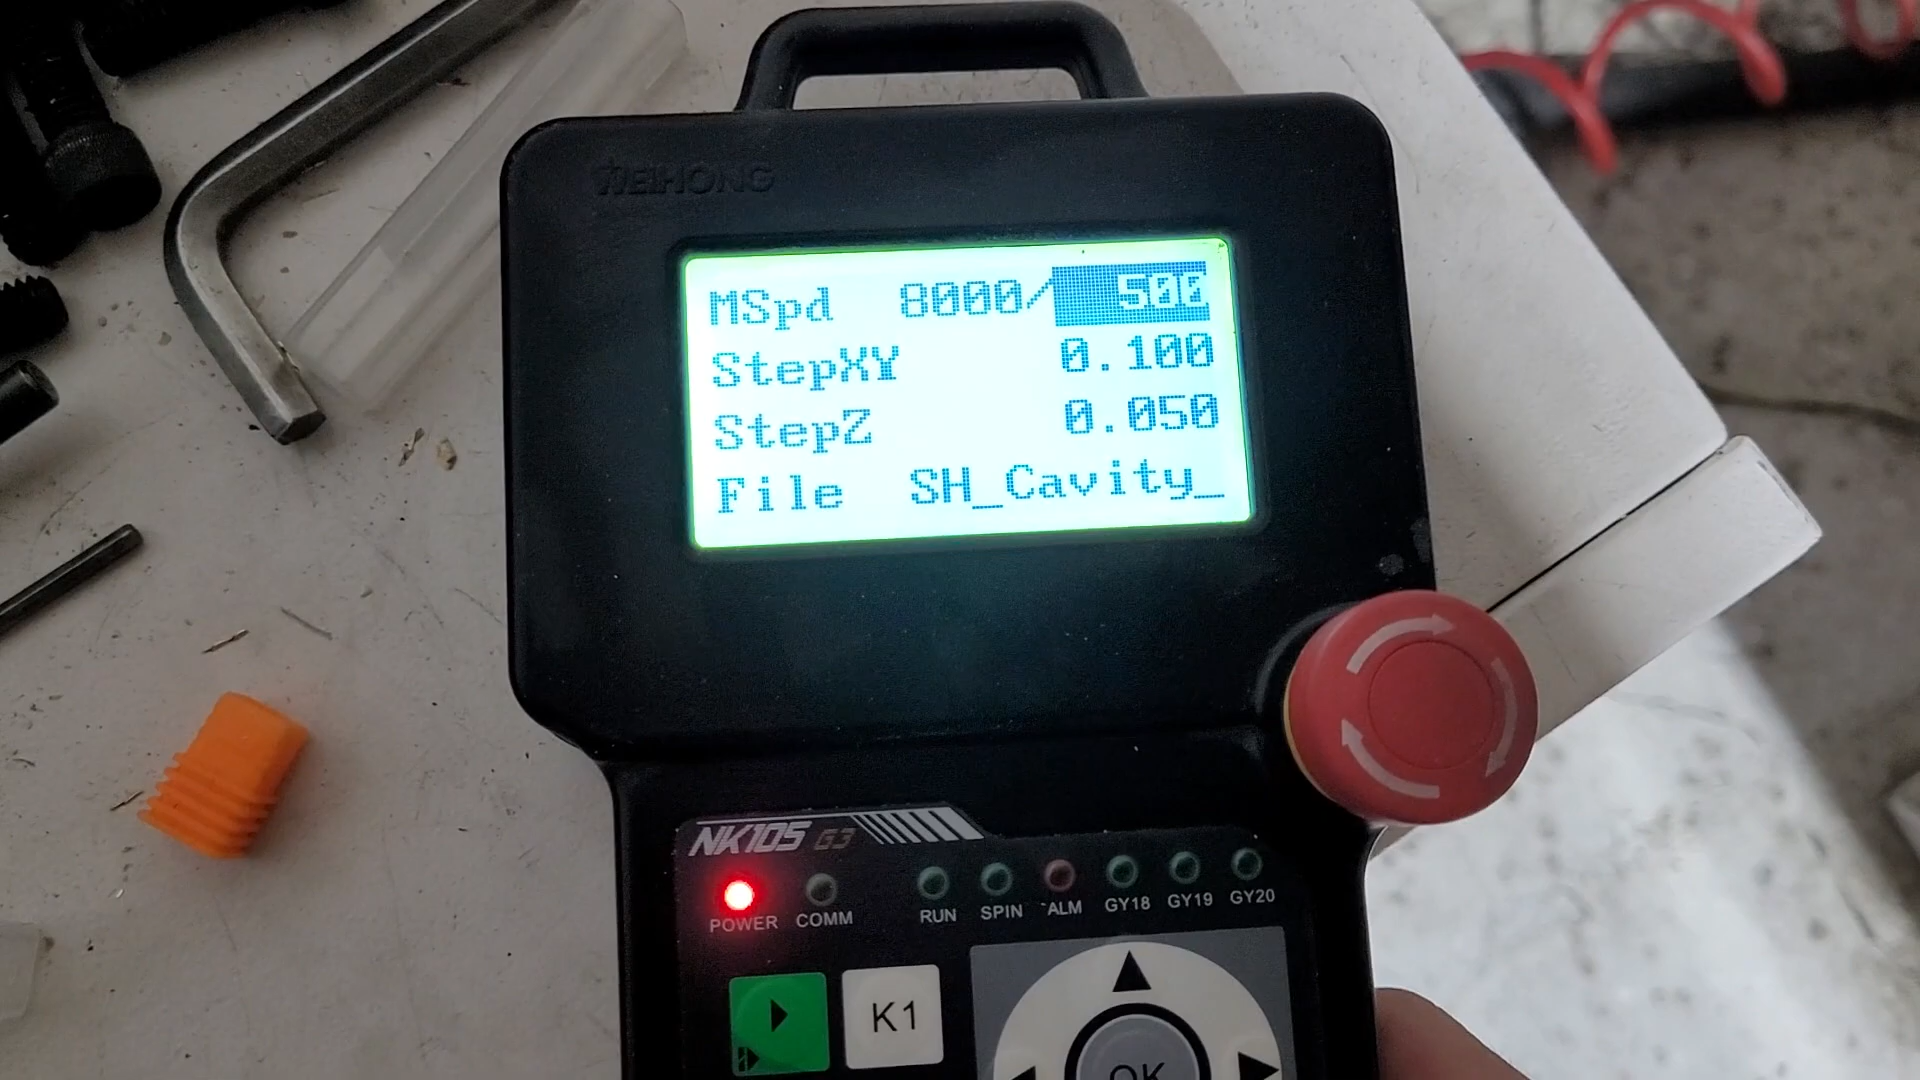 WEIHONG
MSpd 8000/ 500
StepXY 0.100
StepZ 0.050
File SH_Cavity_
NK105 G3
POWER COMM RUN SPIN ALM GY18 GY19 GY20
K1
OK